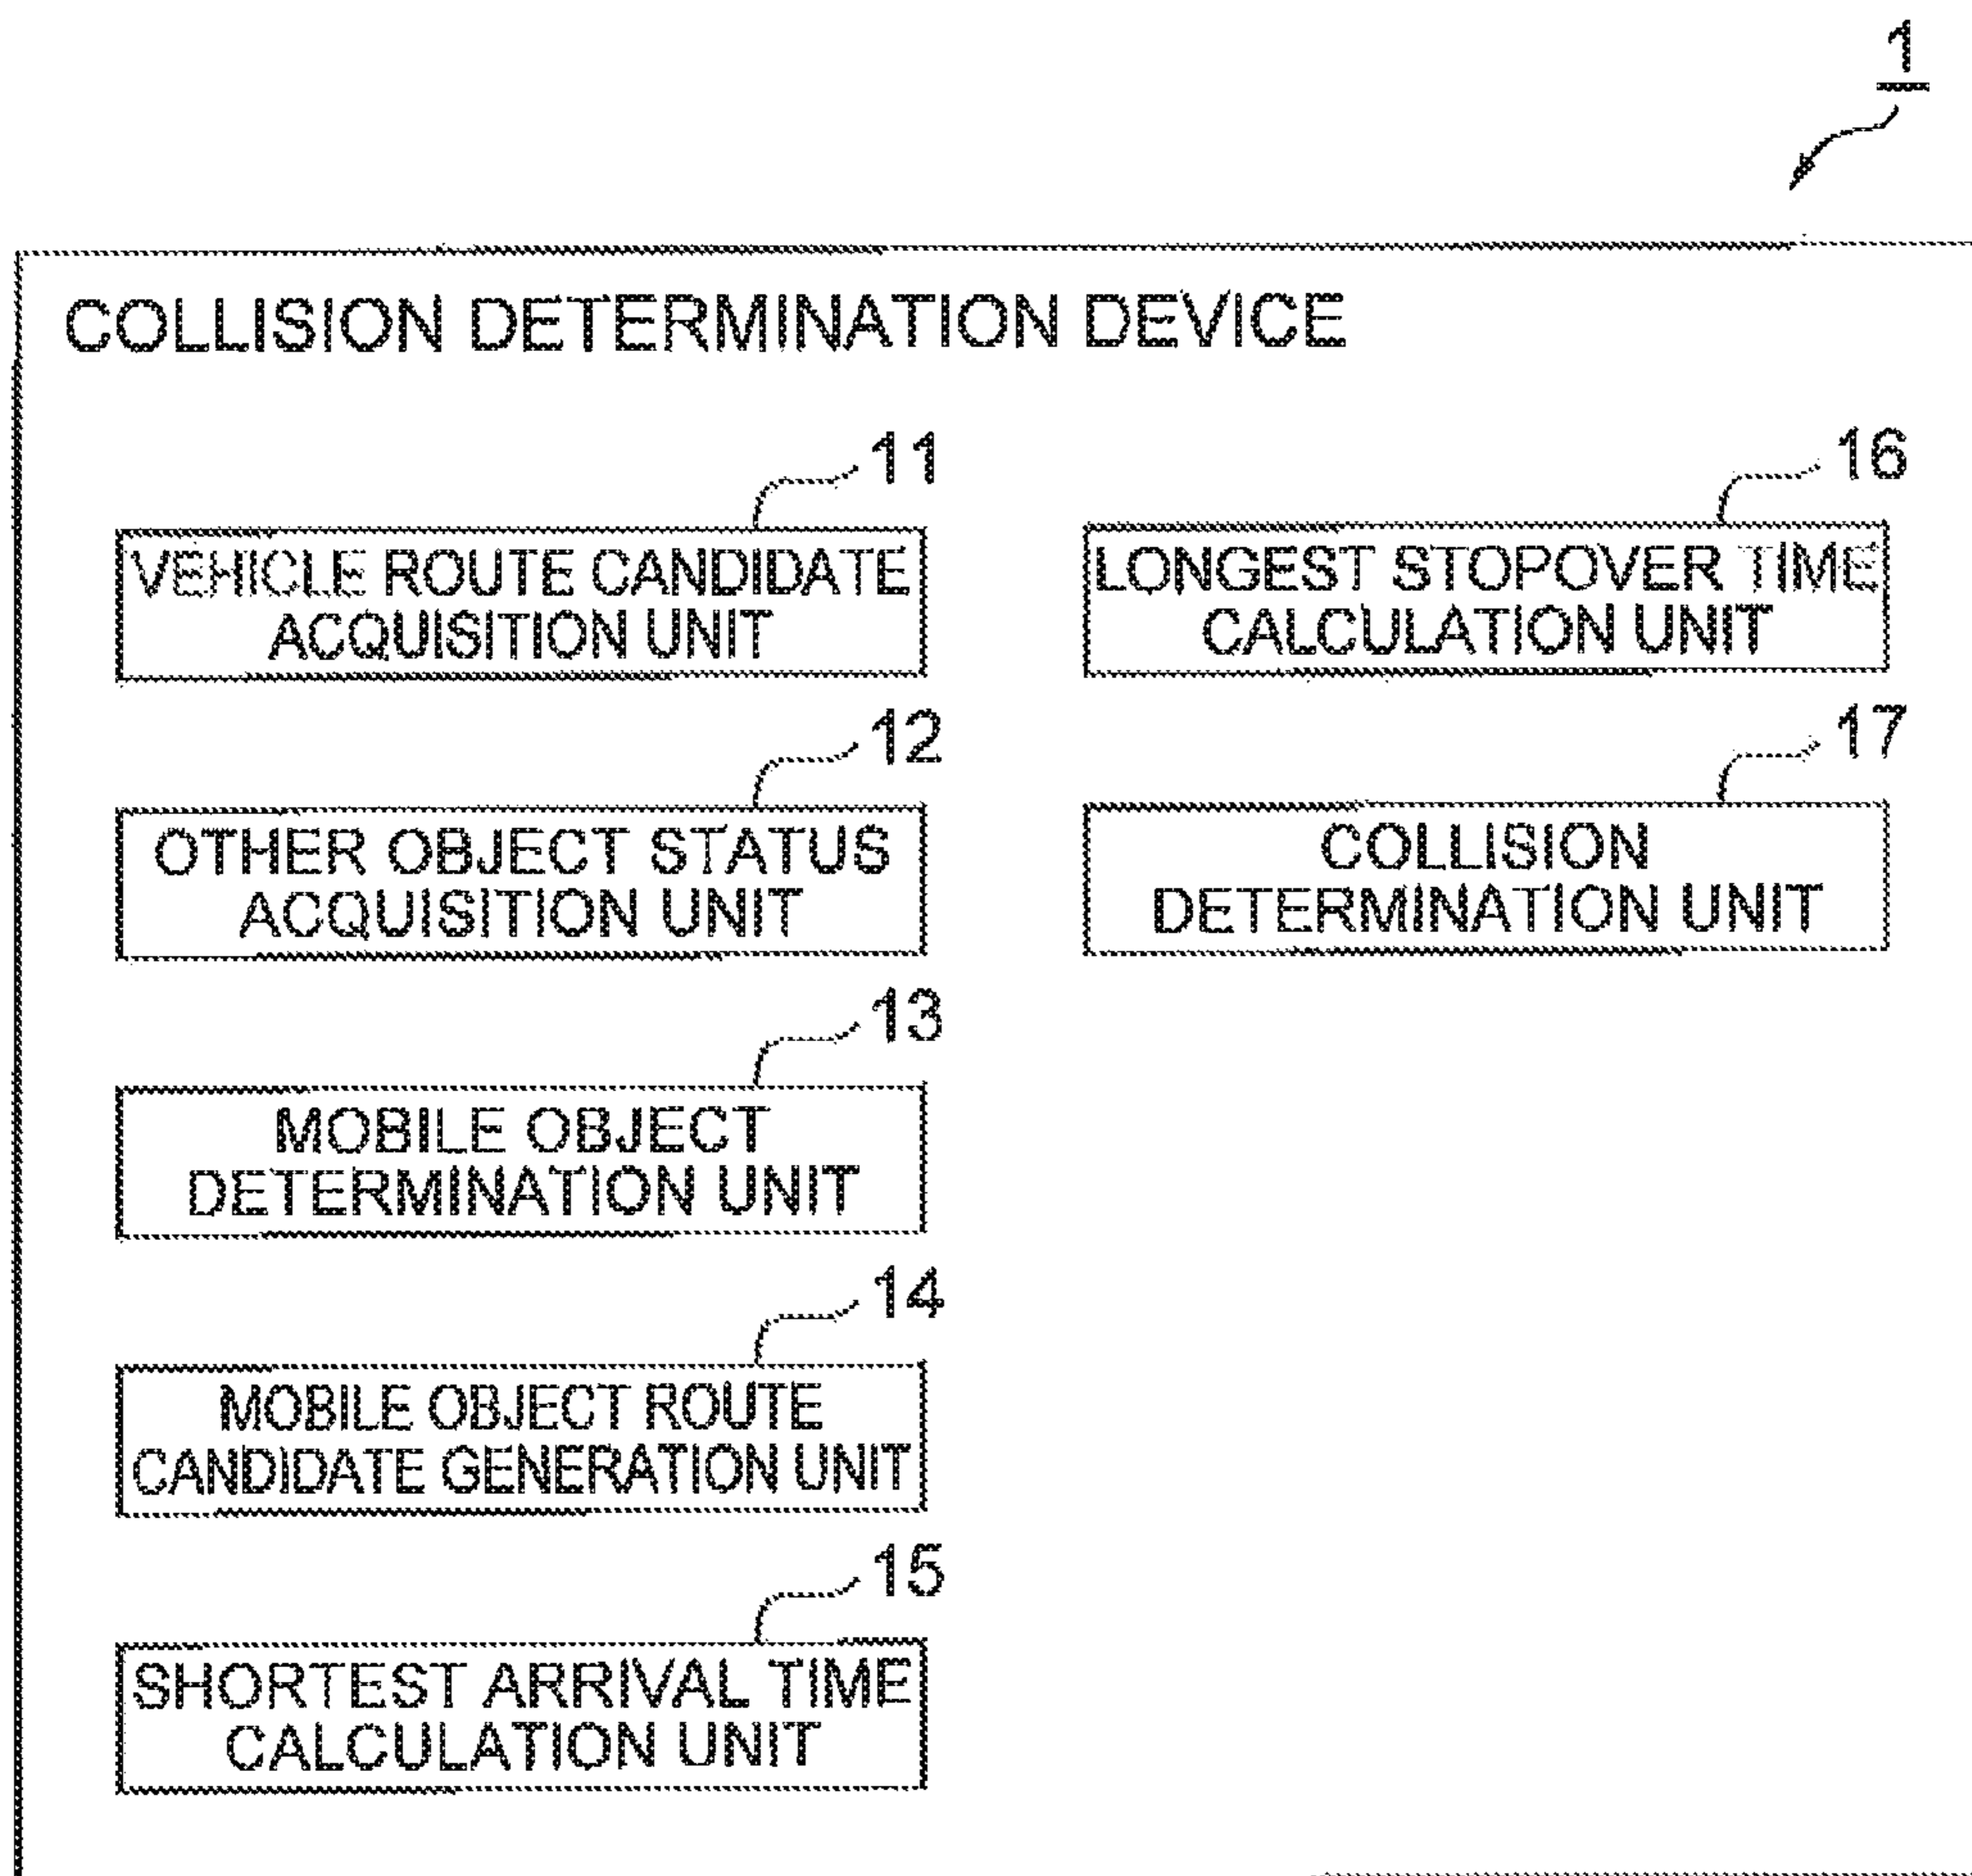 1
COLLISION DETERMINATION DEVICE
11
VEHICLE ROUTE CANDIDATE
ACQUISITION UNIT
12
OTHER OBJECT STATUS
ACQUISITION UNIT
13
MOBILE OBJECT
DETERMINATION UNIT
14
MOBILE OBJECT ROUTE
CANDIDATE GENERATION UNIT
15
SHORTEST ARRIVAL TIME
CALCULATION UNIT
16
LONGEST STOPOVER TIME
CALCULATION UNIT
17
COLLISION
DETERMINATION UNIT